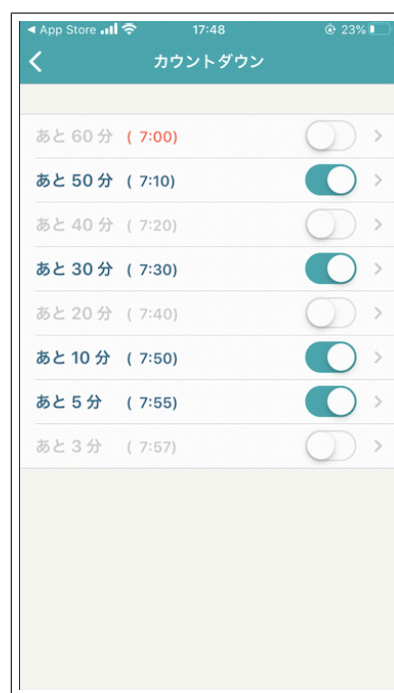 ◀ App Store 17:48 23%
カウントダウン
あと 60 分 ( 7:00)
あと 50 分 ( 7:10)
あと 40 分 ( 7:20)
あと 30 分 ( 7:30)
あと 20 分 ( 7:40)
あと 10 分 ( 7:50)
あと 5 分 ( 7:55)
あと 3 分 ( 7:57)